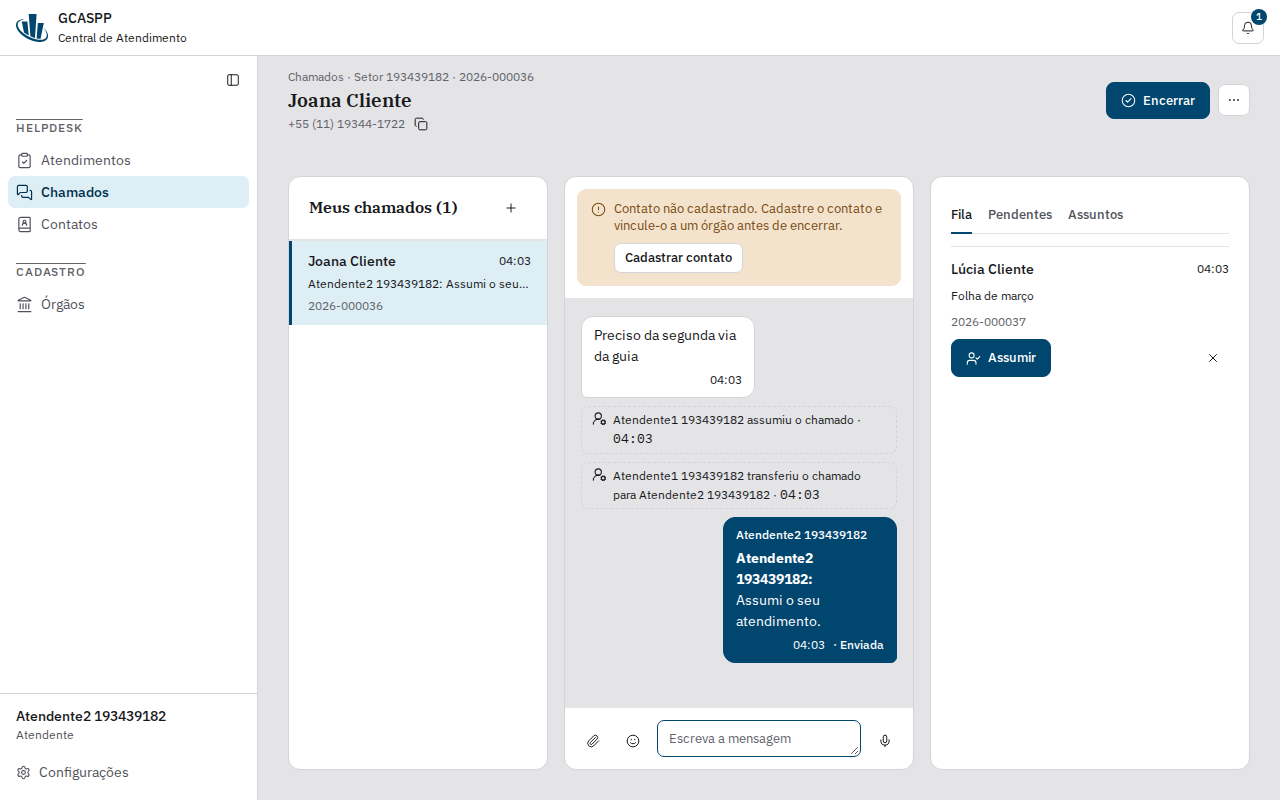 GCASPP
Central de Atendimento
1
HELPDESK
Atendimentos
Chamados
Contatos
CADASTRO
Órgãos
Atendente2 193439182
Atendente
Configurações
Chamados · Setor 193439182 · 2026-000036
Joana Cliente
+55 (11) 19344-1722
Encerrar
Meus chamados (1)
Joana Cliente 04:03
Atendente2 193439182: Assumi o seu...
2026-000036
Contato não cadastrado. Cadastre o contato e
vincule-o a um órgão antes de encerrar.
Cadastrar contato
Preciso da segunda via
da guia
04:03
Atendente1 193439182 assumiu o chamado ·
04:03
Atendente1 193439182 transferiu o chamado
para Atendente2 193439182 · 04:03
Atendente2 193439182
Atendente2
193439182:
Assumi o seu
atendimento.
04:03 · Enviada
Escreva a mensagem
Fila Pendentes Assuntos
Lúcia Cliente 04:03
Folha de março
2026-000037
Assumir